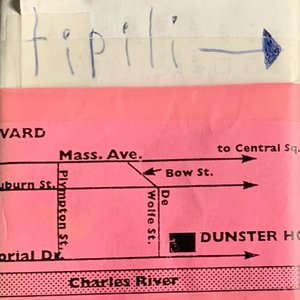 fipili
VARD
Mass. Ave.
to Central Sq.
Bow St.
uburn St.
Plympton St.
De
Wolfe St.
DUNSTER HO
orial Dr.
Charles River